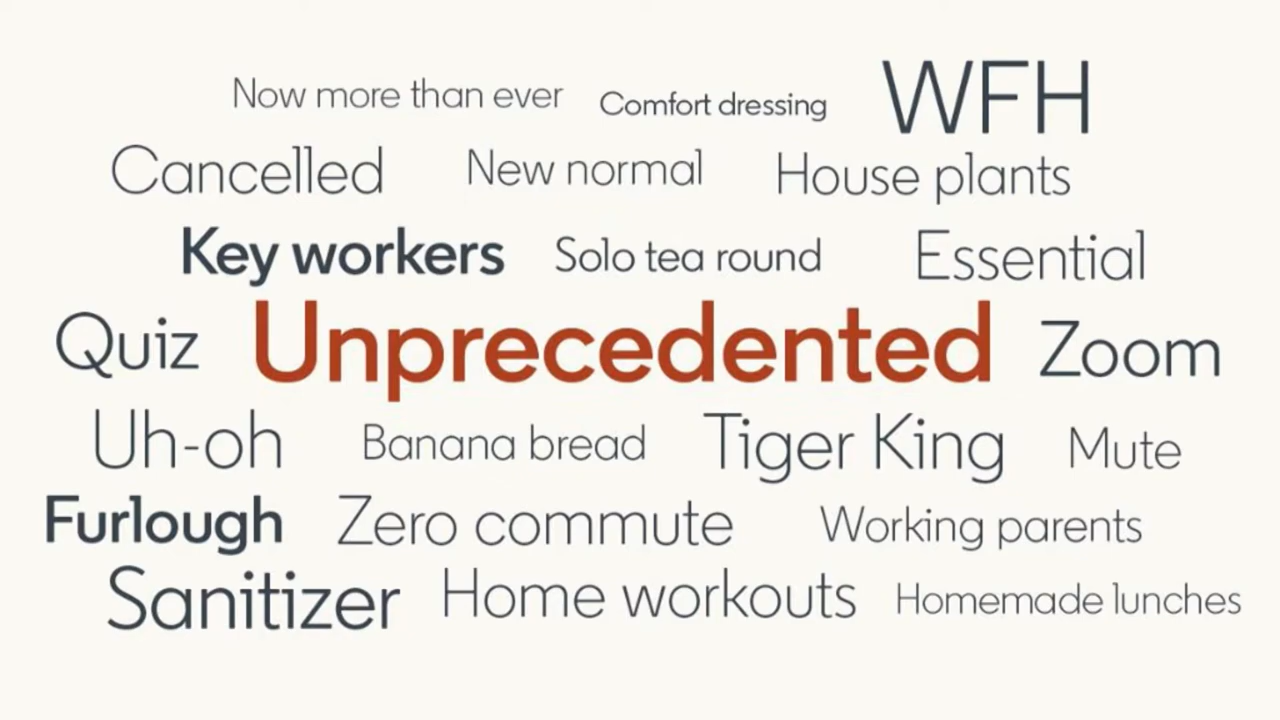 Now more than ever Comfort dressing WFH
Cancelled New normal House plants
Key workers Solo tea round Essential
Quiz Unprecedented Zoom
Uh-oh Banana bread Tiger King Mute
Furlough Zero commute Working parents
Sanitizer Home workouts Homemade lunches